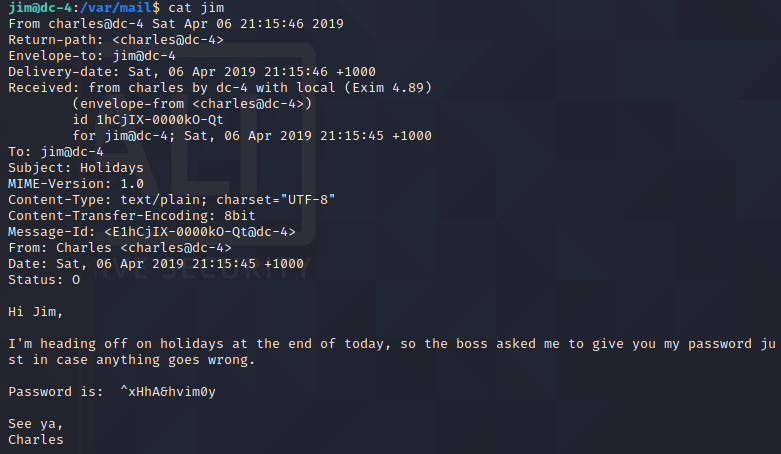 jim@dc-4:/var/mail$ cat jim
From charles@dc-4 Sat Apr 06 21:15:46 2019
Return-path: <charles@dc-4>
Envelope-to: jim@dc-4
Delivery-date: Sat, 06 Apr 2019 21:15:46 +1000
Received: from charles by dc-4 with local (Exim 4.89)
        (envelope-from <charles@dc-4>)
        id 1hCjIX-0000kO-Qt
        for jim@dc-4; Sat, 06 Apr 2019 21:15:45 +1000
To: jim@dc-4
Subject: Holidays
MIME-Version: 1.0
Content-Type: text/plain; charset="UTF-8"
Content-Transfer-Encoding: 8bit
Message-Id: <E1hCjIX-0000kO-Qt@dc-4>
From: Charles <charles@dc-4>
Date: Sat, 06 Apr 2019 21:15:45 +1000
Status: O
Hi Jim,
I'm heading off on holidays at the end of today, so the boss asked me to give you my password ju
st in case anything goes wrong.
Password is:  ^xHhA&hvim0y
See ya,
Charles